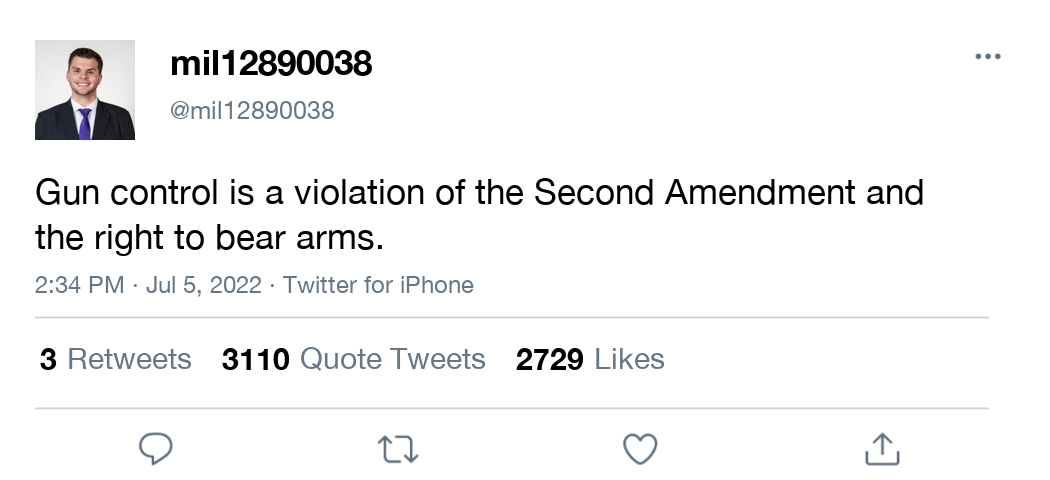 mil12890038
@mil12890038
Gun control is a violation of the Second Amendment and
the right to bear arms.
2:34 PM · Jul 5, 2022 · Twitter for iPhone
3 Retweets 3110 Quote Tweets 2729 Likes